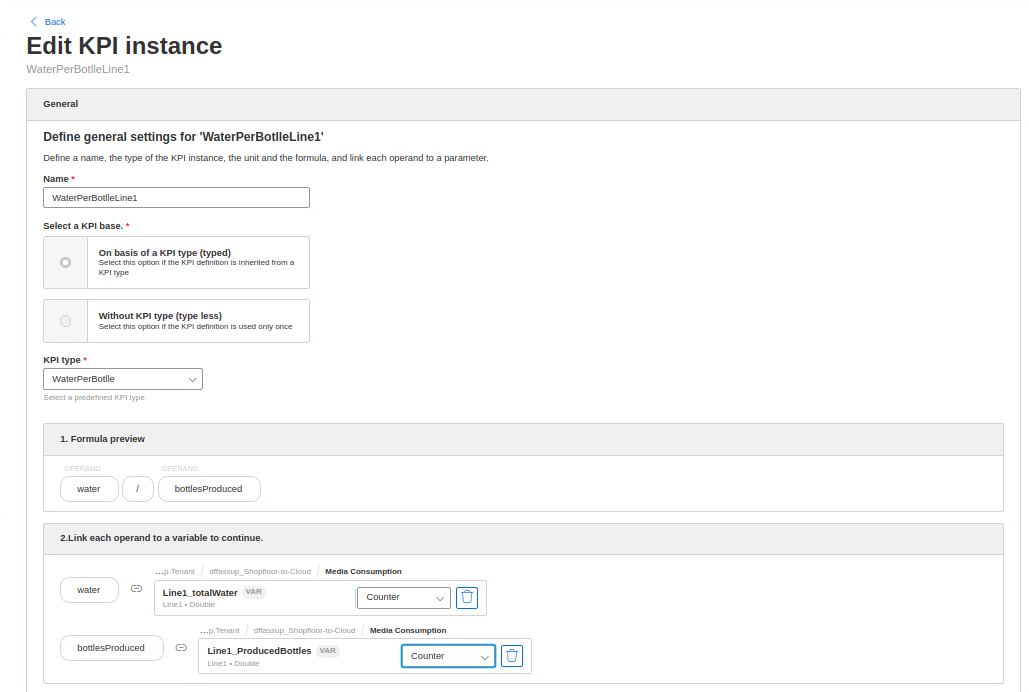 Back
Edit KPI instance
WaterPerBotlleLine1
General
Define general settings for 'WaterPerBotlleLine1'
Define a name, the type of the KPI instance, the unit and the formula, and link each operand to a parameter.
Name *
WaterPerBotlleLine1
Select a KPI base. *
On basis of a KPI type (typed)
Select this option if the KPI definition is inherited from a
KPI type
Without KPI type (type less)
Select this option if the KPI definition is used only once
KPI type *
WaterPerBotlle
Select a predefined KPI type.
1. Formula preview
OPERAND OPERAND
water / bottlesProduced
2.Link each operand to a variable to continue.
...p.Tenant / dffassup_Shopfloor-to-Cloud / Media Consumption
water Line1_totalWater VAR Counter
Line1 • Double
...p.Tenant / dffassup_Shopfloor-to-Cloud / Media Consumption
bottlesProduced Line1_ProducedBottles VAR Counter
Line1 • Double